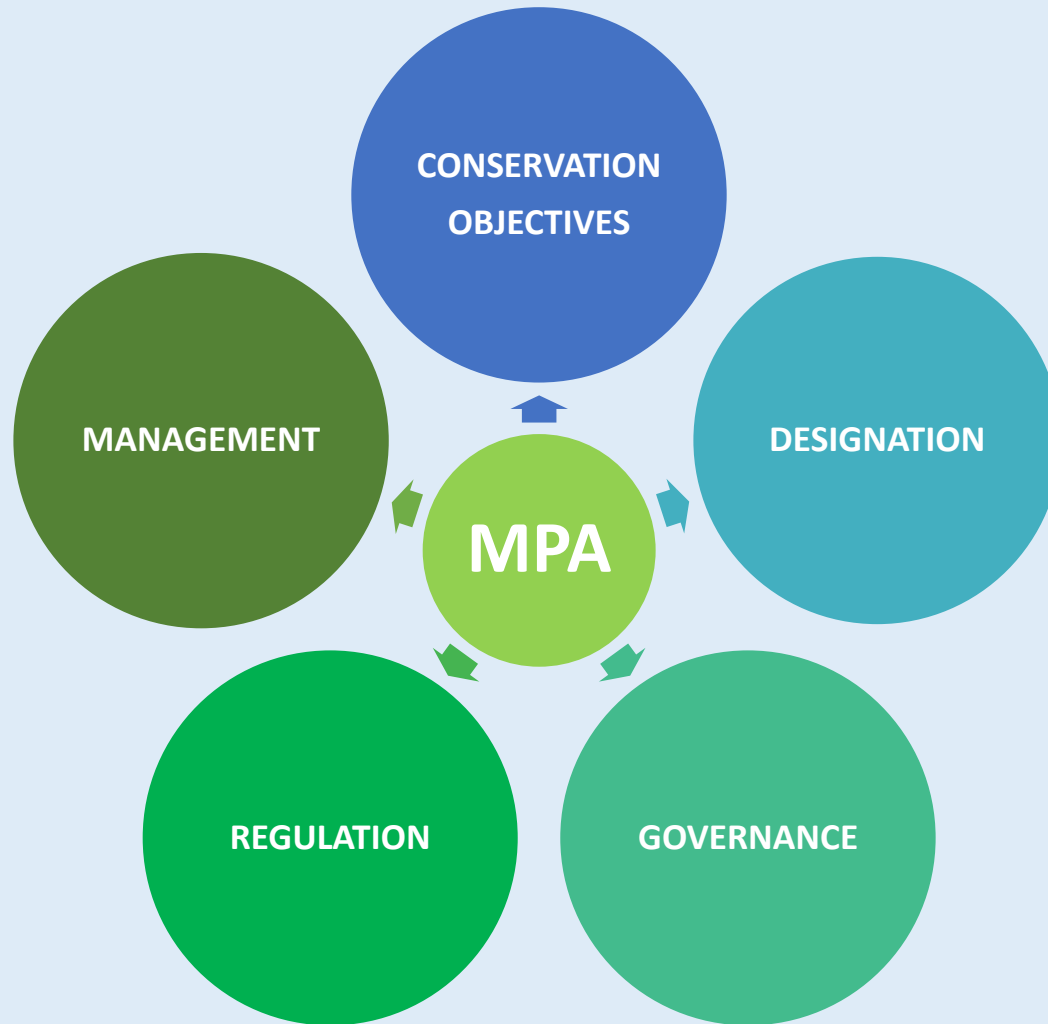 CONSERVATION
OBJECTIVES
MANAGEMENT
DESIGNATION
MPA
REGULATION
GOVERNANCE